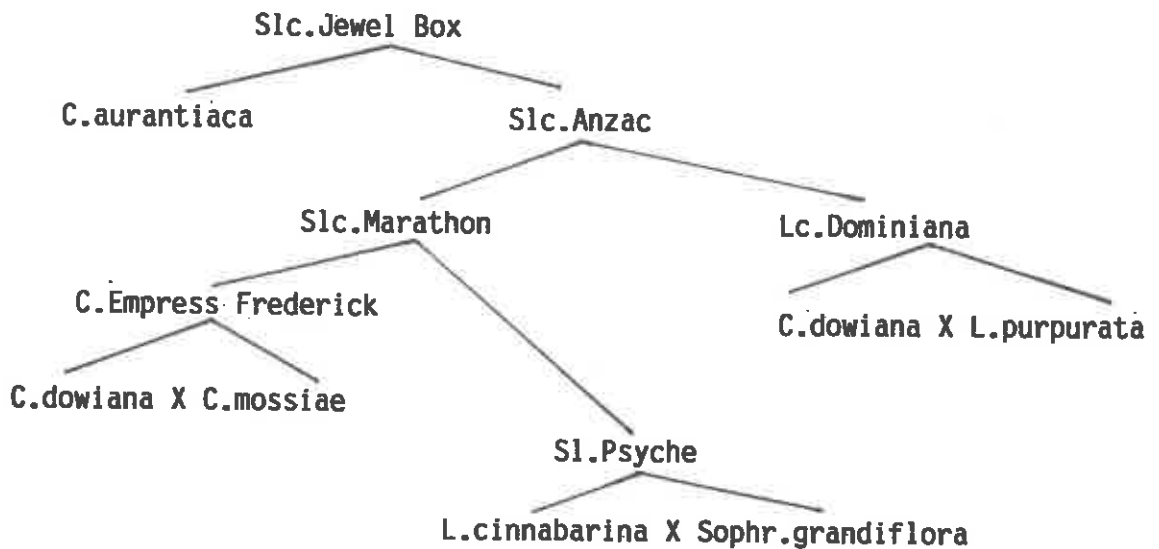 Slc.Jewel Box
C.aurantiaca
Slc.Anzac
Slc.Marathon
Lc.Dominiana
C.Empress Frederick
C.dowiana X L.purpurata
C.dowiana X C.mossiae
Sl.Psyche
L.cinnabarina X Sophr.grandiflora